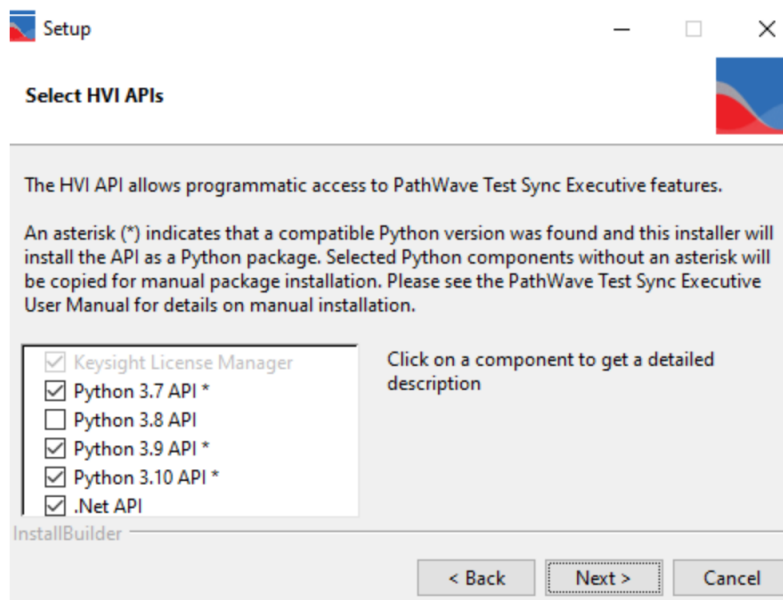 Setup
Select HVI APIs
The HVI API allows programmatic access to PathWave Test Sync Executive features.
An asterisk (*) indicates that a compatible Python version was found and this installer will
install the API as a Python package. Selected Python components without an asterisk will
be copied for manual package installation. Please see the PathWave Test Sync Executive
User Manual for details on manual installation.
Keysight License Manager
Python 3.7 API *
Python 3.8 API
Python 3.9 API *
Python 3.10 API *
.Net API
Click on a component to get a detailed
description
InstallBuilder
< Back
Next >
Cancel